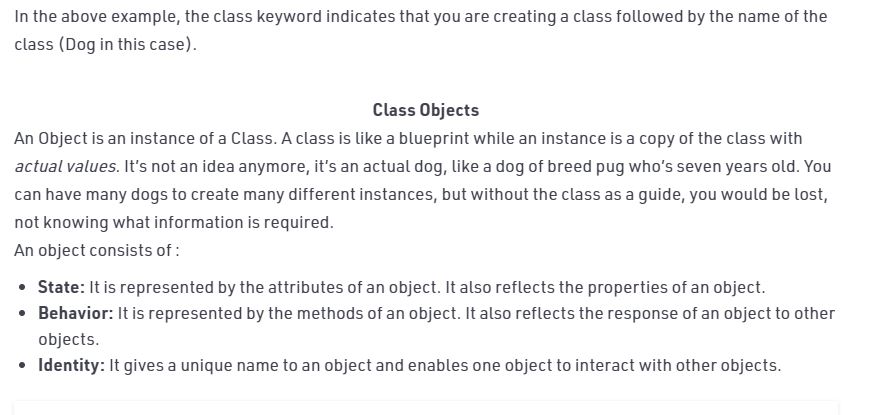 In the above example, the class keyword indicates that you are creating a class followed by the name of the
class (Dog in this case).
Class Objects
An Object is an instance of a Class. A class is like a blueprint while an instance is a copy of the class with
actual values. It’s not an idea anymore, it’s an actual dog, like a dog of breed pug who’s seven years old. You
can have many dogs to create many different instances, but without the class as a guide, you would be lost,
not knowing what information is required.
An object consists of :
• State: It is represented by the attributes of an object. It also reflects the properties of an object.
• Behavior: It is represented by the methods of an object. It also reflects the response of an object to other
objects.
• Identity: It gives a unique name to an object and enables one object to interact with other objects.